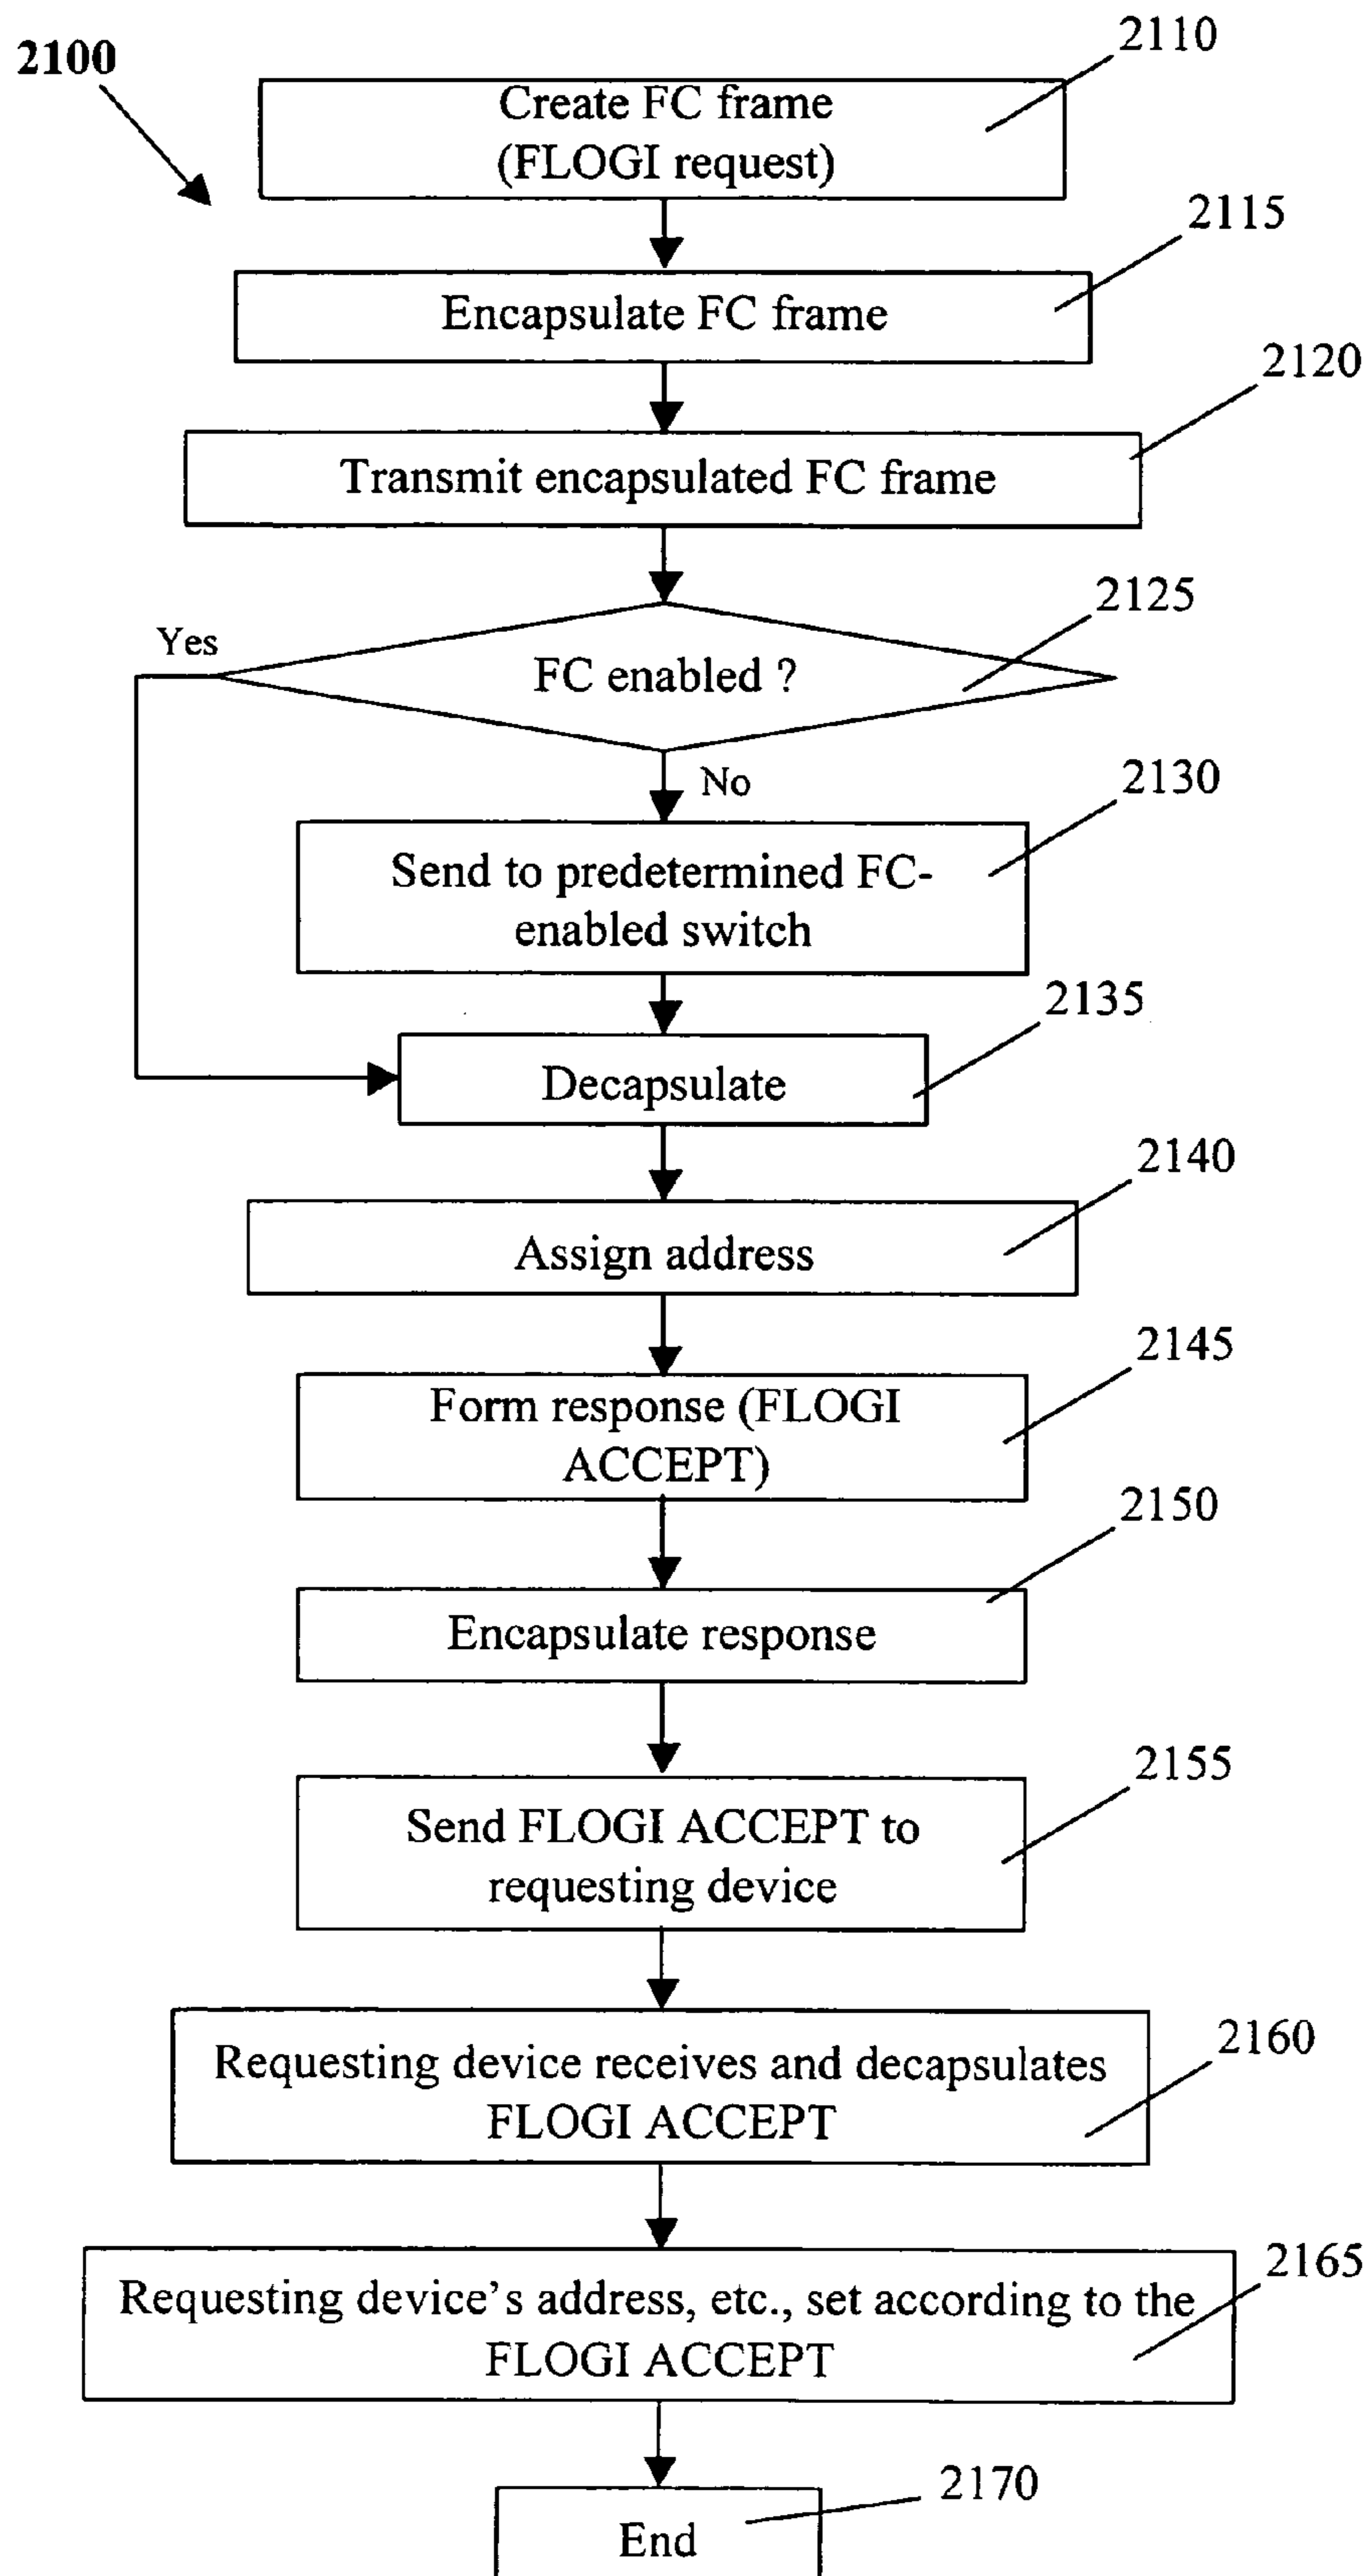 2110
2100
Create FC frame
(FLOGI request)
2115
Encapsulate FC frame
2120
Transmit encapsulated FC frame
2125
Yes
FC enabled ?
No
2130
Send to predetermined FC-
enabled switch
2135
Decapsulate
2140
Assign address
2145
Form response (FLOGI
ACCEPT)
2150
Encapsulate response
2155
Send FLOGI ACCEPT to
requesting device
2160
Requesting device receives and decapsulates
FLOGI ACCEPT
2165
Requesting device's address, etc., set according to the
FLOGI ACCEPT
2170
End